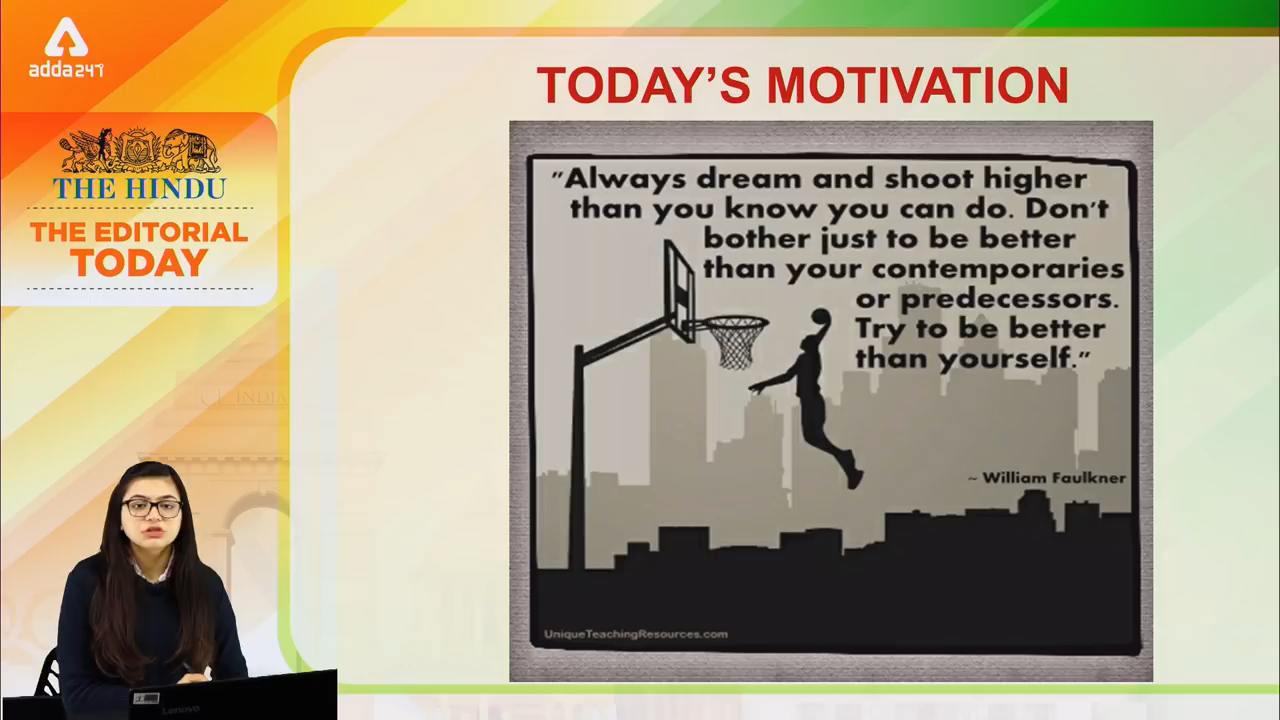 adda247
THE HINDU
THE EDITORIAL
TODAY
TODAY'S MOTIVATION
"Always dream and shoot higher
than you know you can do. Don't
bother just to be better
than your contemporaries
or predecessors.
Try to be better
than yourself."
~ William Faulkner
UniqueTeachingResources.com
INDIA
Lenovo